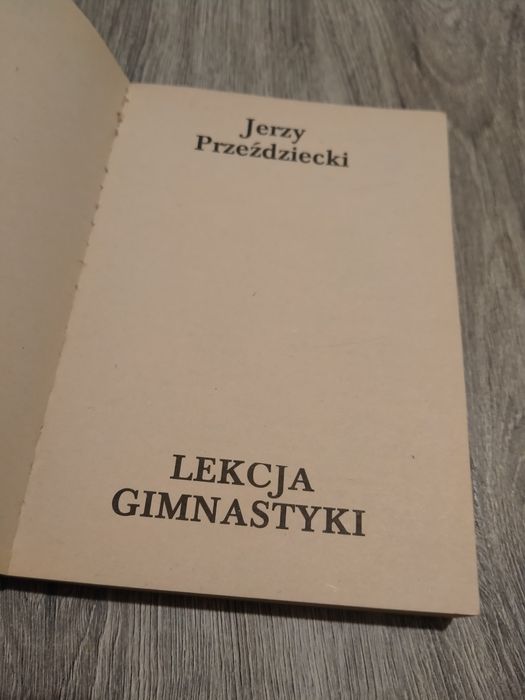 Jerzy
Przeździecki
LEKCJA
GIMNASTYKI